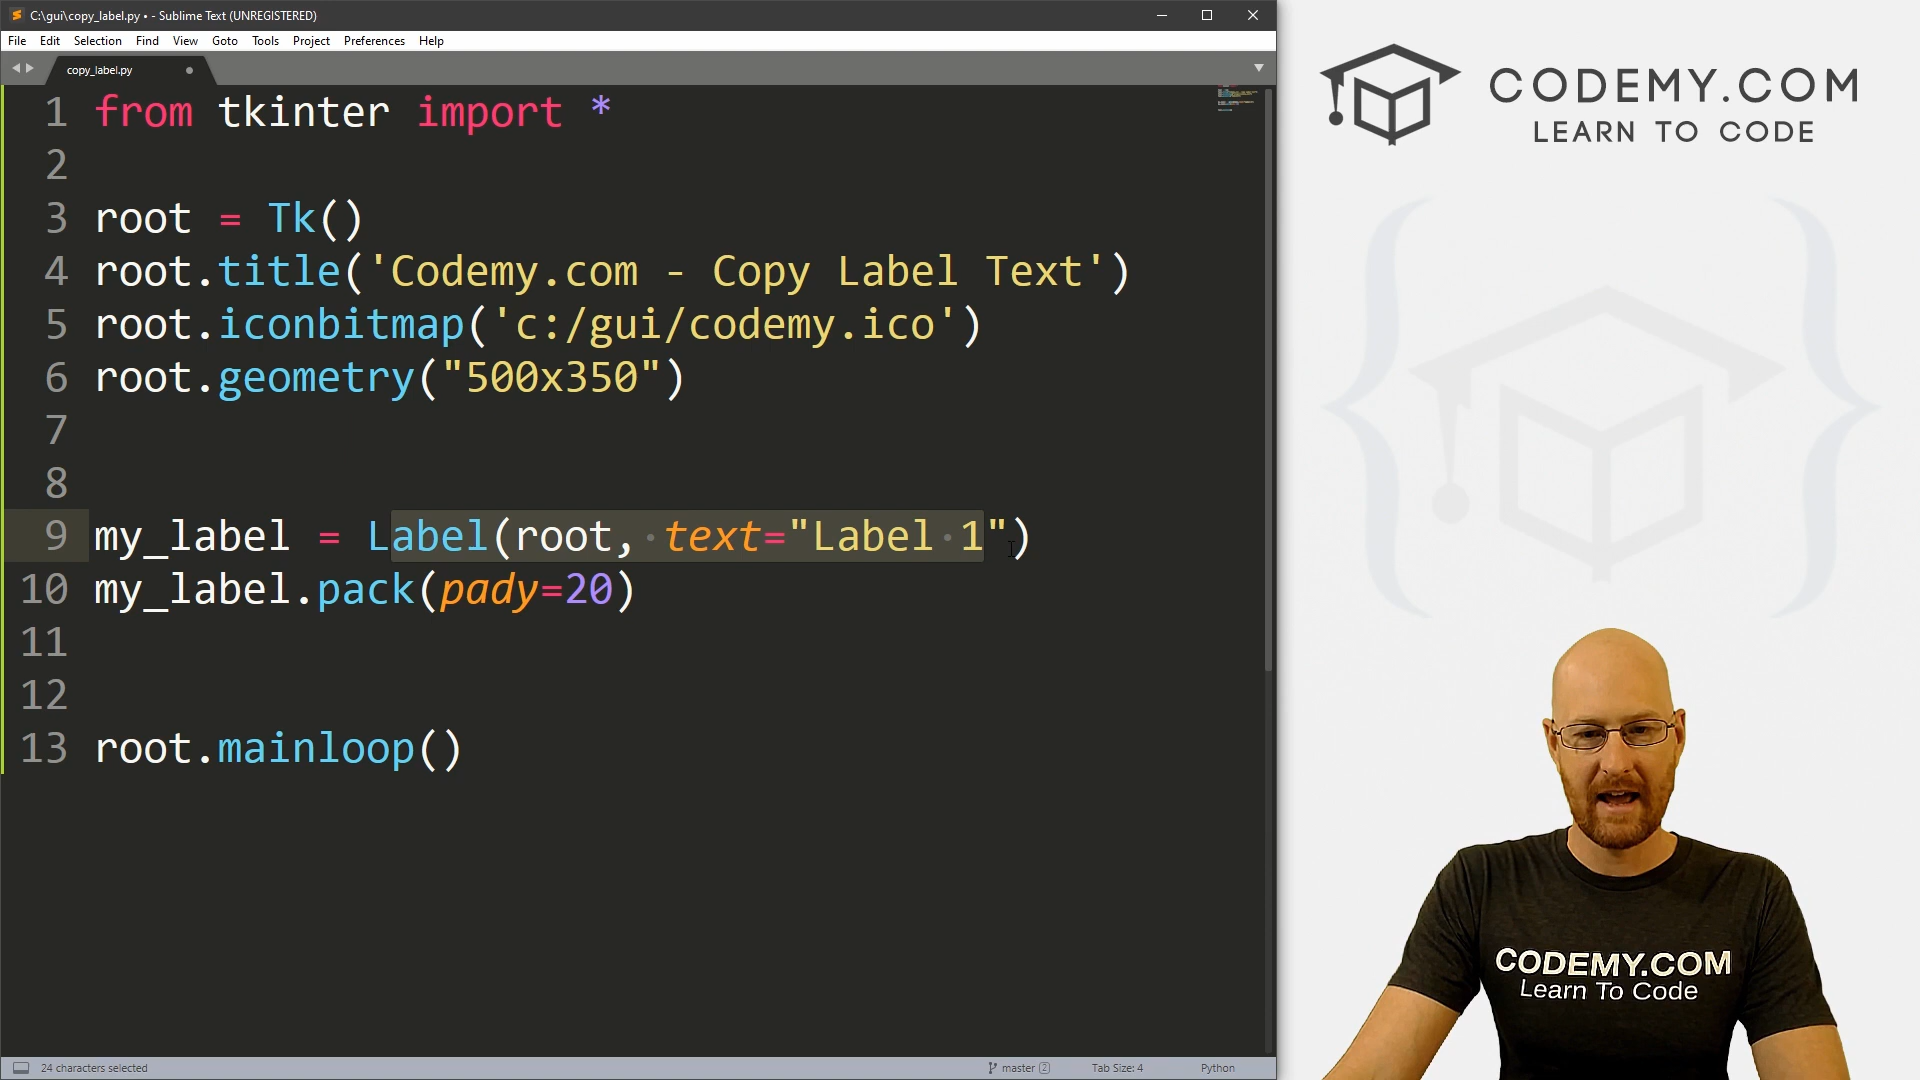 C:\gui\copy_label.py • - Sublime Text (UNREGISTERED)
File Edit Selection Find View Goto Tools Project Preferences Help
copy_label.py
1 from tkinter import *
2
3 root = Tk()
4 root.title('Codemy.com - Copy Label Text')
5 root.iconbitmap('c:/gui/codemy.ico')
6 root.geometry("500x350")
7
8
9 my_label = Label(root, text="Label 1")
10 my_label.pack(pady=20)
11
12
13 root.mainloop()
24 characters selected
master 2
Tab Size: 4
Python
CODEMY.COM
LEARN TO CODE
CODEMY.COM
Learn To Code